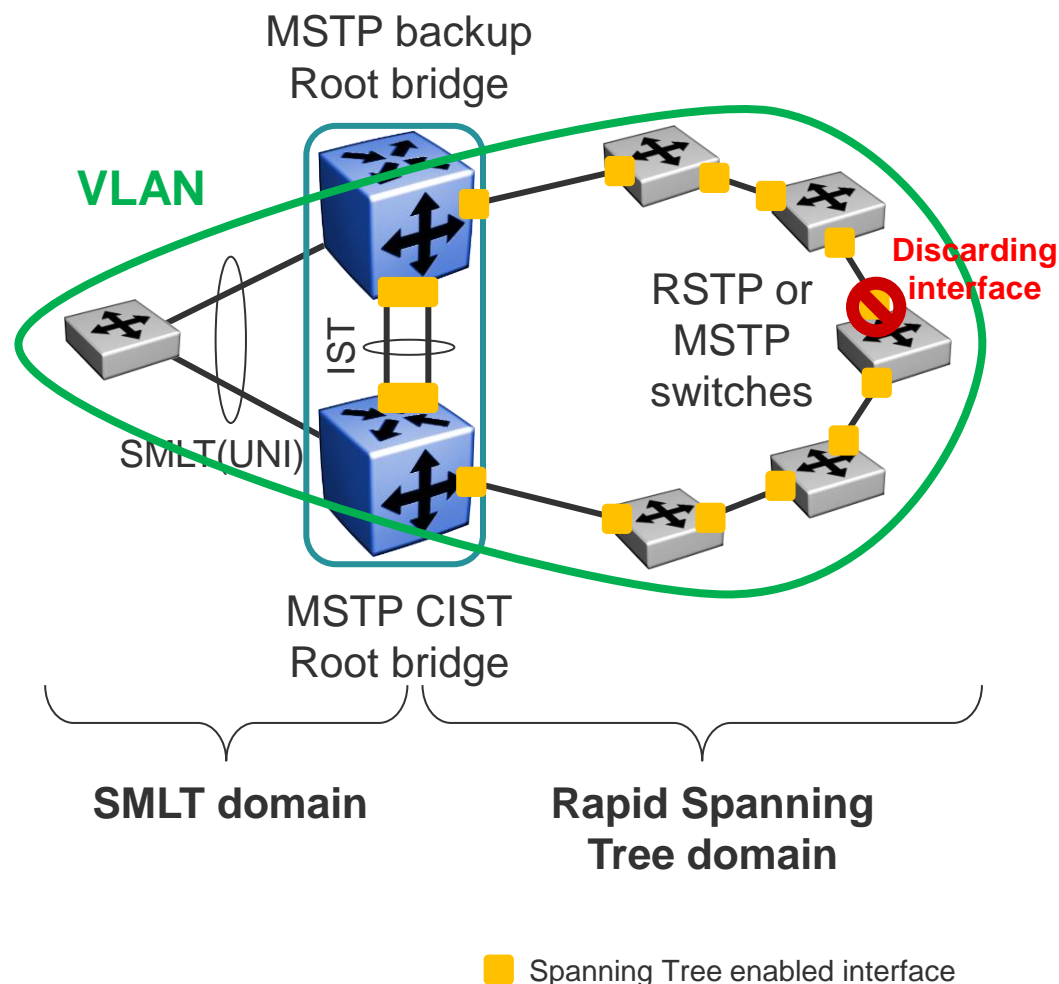 MSTP backup
Root bridge
VLAN
Discarding
interface
RSTP or
MSTP
switches
IST
SMLT(UNI)
MSTP CIST
Root bridge
SMLT domain
Rapid Spanning
Tree domain
Spanning Tree enabled interface